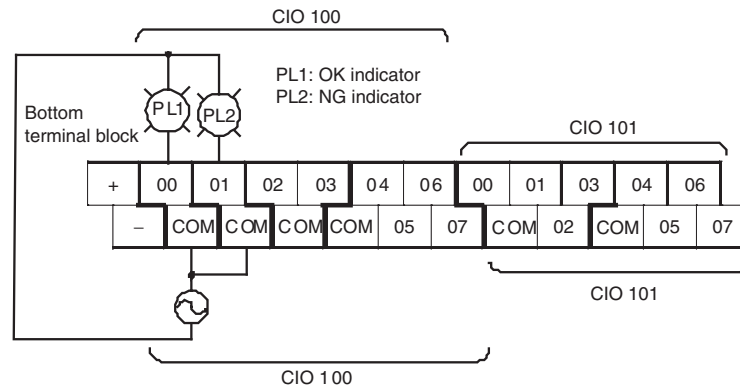 CIO 100
PL1: OK indicator
PL2: NG indicator
PL1 PL2
Bottom
terminal block
CIO 101
+ 00 01 02 03 04 06 00 01 03 04 06
− COM COM COM COM 05 07 COM 02 COM 05 07
CIO 101
CIO 100